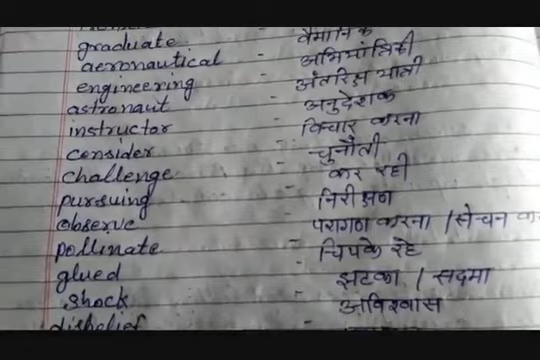 graduate
aeronautical - वैमानिक
engineering - अभियांत्रिकी
astronaut - अंतरिक्ष यात्री
instructor - अनुदेशक
consider - विचार करना
challenge - चुनौती
pursuing - कर रही
observe - निरीक्षण
pollinate - परागण करना / सेचन
glued - चिपके रहे
shock - झटका / सदमा
disbelief - अविश्वास